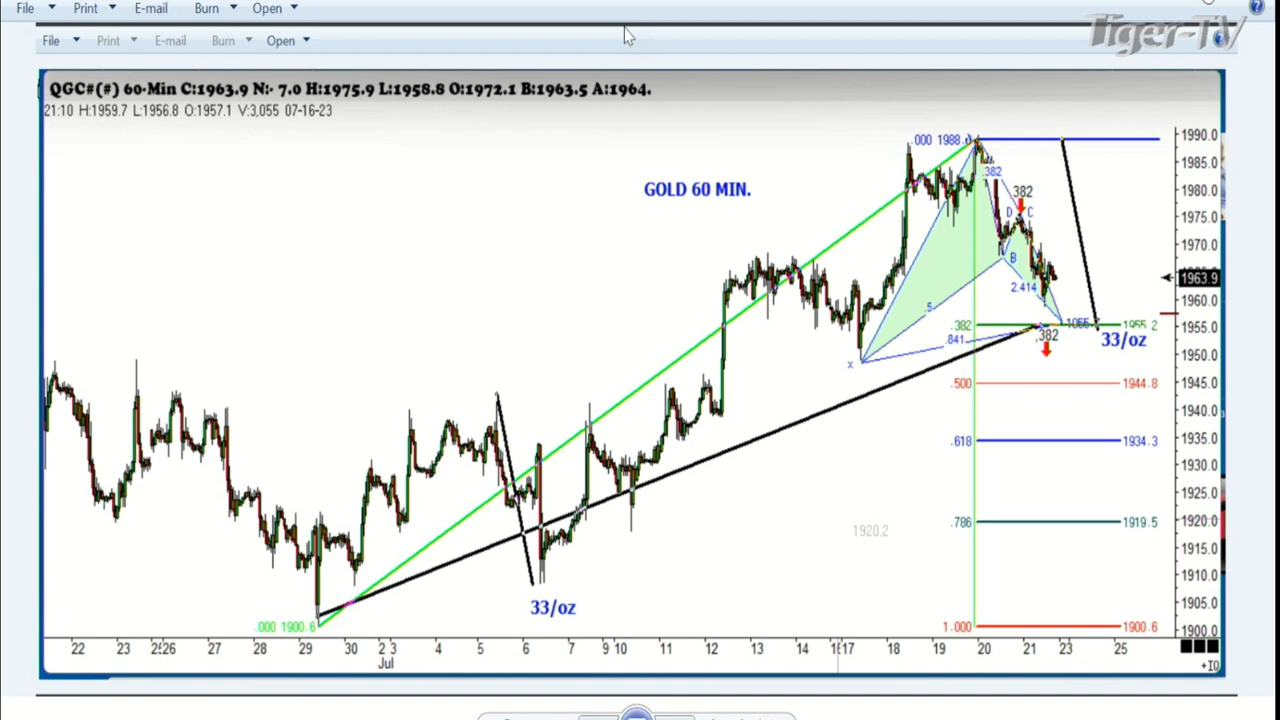 File Print E-mail Burn Open
File Print E-mail Burn Open
Tiger-TV
QGC#(#) 60-Min C:1963.9 N:- 7.0 H:1975.9 L:1958.8 O:1972.1 B:1963.5 A:1964.
21:10 H:1959.7 L:1956.8 O:1957.1 V:3,055 07-16-23
GOLD 60 MIN.
.000 1988.
.382
.382
D C
B
2.414
.5
.841
X
.382 1955.2
.382
33/oz
.500 1944.8
.618 1934.3
1920.2
.786 1919.5
33/oz
.000 1900.6
1.000 1900.6
1990.0
1985.0
1980.0
1975.0
1970.0
1963.9
1960.0
1955.0
1950.0
1945.0
1940.0
1935.0
1930.0
1925.0
1920.0
1915.0
1910.0
1905.0
1900.0
22 23 26 27 28 29 30 2 3 4 5 6 7 9 10 11 12 13 14 17 18 19 20 21 23 25
Jul